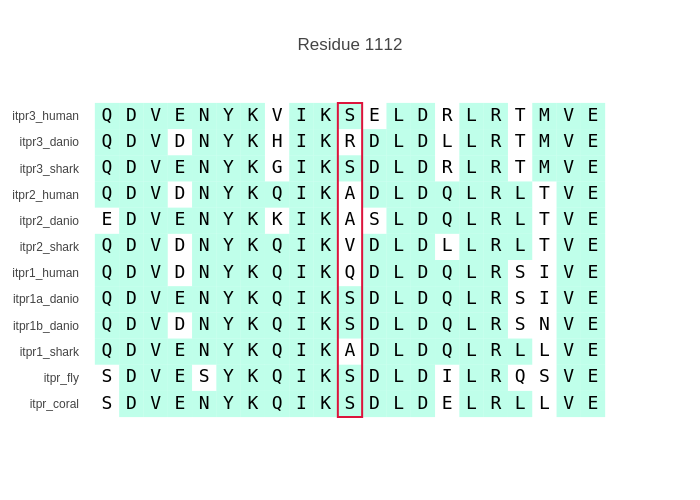 Residue 1112
itpr3_human Q D V E N Y K V I K S E L D R L R T M V E
itpr3_danio Q D V D N Y K H I K R D L D L L R T M V E
itpr3_shark Q D V E N Y K G I K S D L D R L R T M V E
itpr2_human Q D V D N Y K Q I K A D L D Q L R L T V E
itpr2_danio E D V E N Y K K I K A S L D Q L R L T V E
itpr2_shark Q D V D N Y K Q I K V D L D L L R L T V E
itpr1_human Q D V D N Y K Q I K Q D L D Q L R S I V E
itpr1a_danio Q D V E N Y K Q I K S D L D Q L R S I V E
itpr1b_danio Q D V D N Y K Q I K S D L D Q L R S N V E
itpr1_shark Q D V E N Y K Q I K A D L D Q L R L L V E
itpr_fly S D V E S Y K Q I K S D L D I L R Q S V E
itpr_coral S D V E N Y K Q I K S D L D E L R L L V E